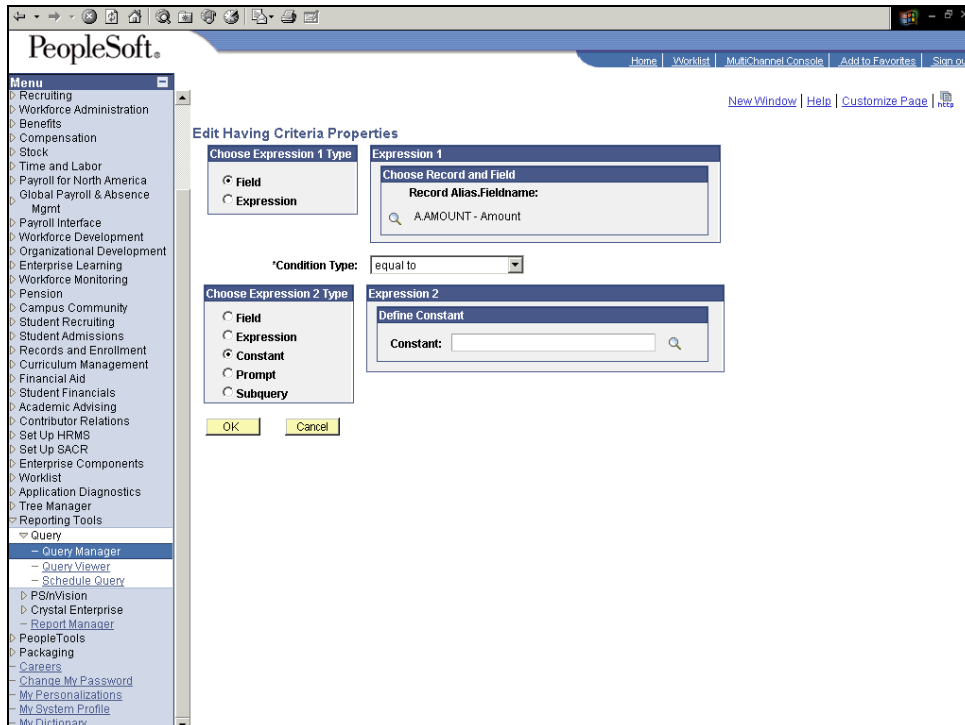 PeopleSoft®
Home | Worklist | MultiChannel Console | Add to Favorites | Sign ou
Menu
Recruiting
Workforce Administration
Benefits
Compensation
Stock
Time and Labor
Payroll for North America
Global Payroll & Absence
Mgmt
Payroll Interface
Workforce Development
Organizational Development
Enterprise Learning
Workforce Monitoring
Pension
Campus Community
Student Recruiting
Student Admissions
Records and Enrollment
Curriculum Management
Financial Aid
Student Financials
Academic Advising
Contributor Relations
Set Up HRMS
Set Up SACR
Enterprise Components
Worklist
Application Diagnostics
Tree Manager
Reporting Tools
Query
– Query Manager
– Query Viewer
– Schedule Query
PS/nVision
Crystal Enterprise
– Report Manager
PeopleTools
Packaging
– Careers
– Change My Password
– My Personalizations
– My System Profile
– My Dictionary
New Window | Help | Customize Page | http
Edit Having Criteria Properties
Choose Expression 1 Type
Field
Expression
Expression 1
Choose Record and Field
Record Alias.Fieldname:
A.AMOUNT - Amount
*Condition Type: equal to
Choose Expression 2 Type
Field
Expression
Constant
Prompt
Subquery
Expression 2
Define Constant
Constant:
OK Cancel